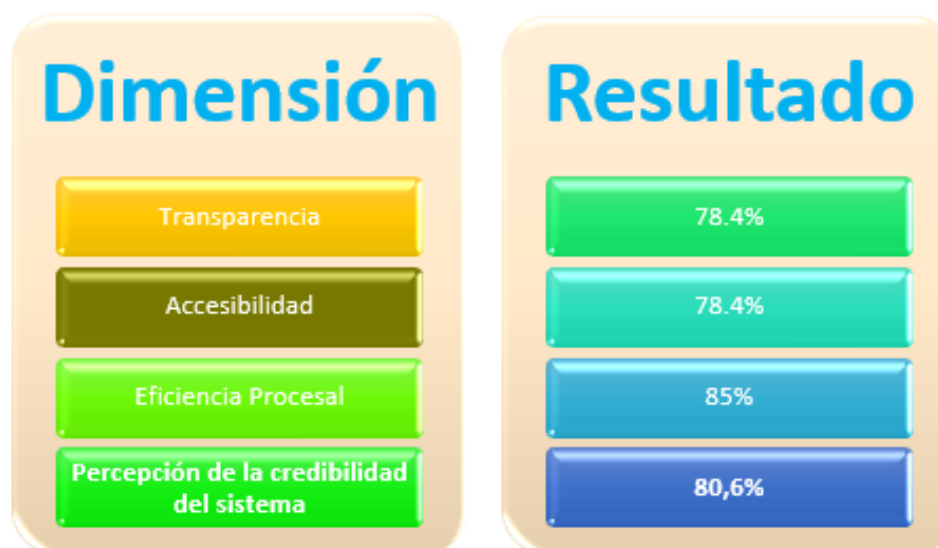 Dimensión
Transparencia
Accesibilidad
Eficiencia Procesal
Percepción de la credibilidad
del sistema
Resultado
78.4%
78.4%
85%
80,6%